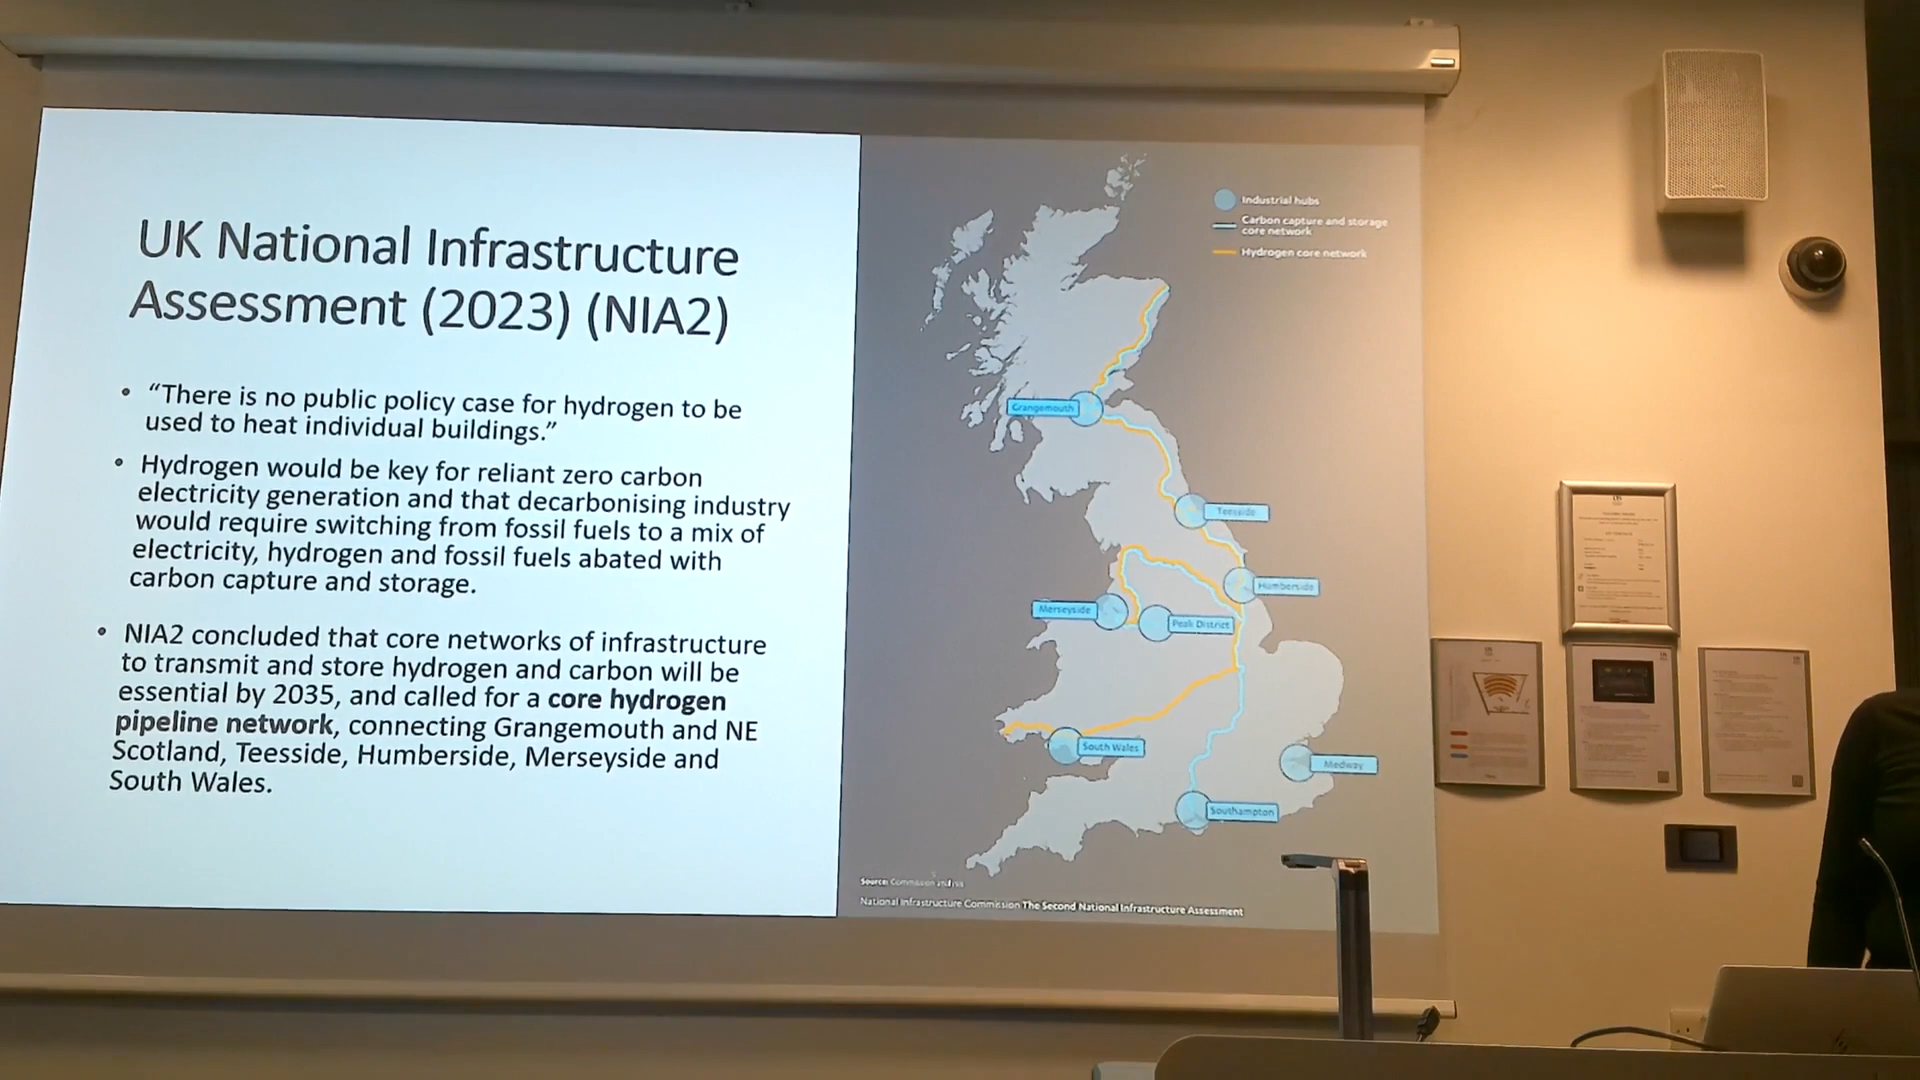 UK National Infrastructure
Assessment (2023) (NIA2)
• “There is no public policy case for hydrogen to be
used to heat individual buildings.”
• Hydrogen would be key for reliant zero carbon
electricity generation and that decarbonising industry
would require switching from fossil fuels to a mix of
electricity, hydrogen and fossil fuels abated with
carbon capture and storage.
• NIA2 concluded that core networks of infrastructure
to transmit and store hydrogen and carbon will be
essential by 2035, and called for a core hydrogen
pipeline network, connecting Grangemouth and NE
Scotland, Teesside, Humberside, Merseyside and
South Wales.
Industrial hubs
Carbon capture and storage
core network
Hydrogen core network
Grangemouth
Teesside
Humberside
Merseyside
Peak District
South Wales
Medway
Southampton
Source: Commission analysis
National Infrastructure Commission The Second National Infrastructure Assessment